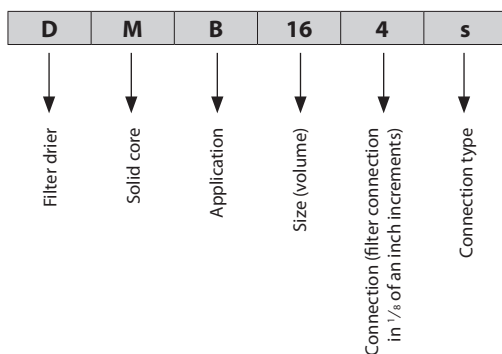 D M B 16 4 s
Filter drier
Solid core
Application
Size (volume)
Connection (filter connection
in 1/8 of an inch increments)
Connection type